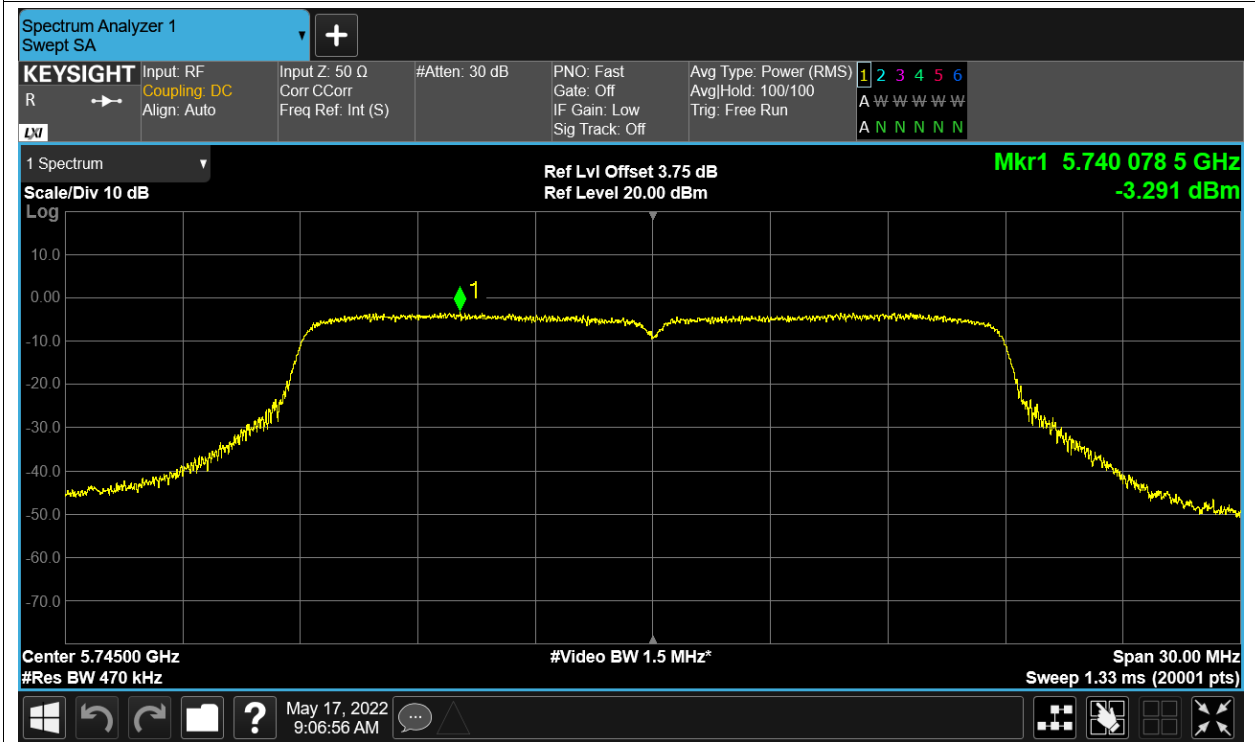 Spectrum Analyzer 1
Swept SA
KEYSIGHT
R
LXI
Input: RF
Coupling: DC
Align: Auto
Input Z: 50 Ω
Corr CCorr
Freq Ref: Int (S)
#Atten: 30 dB
PNO: Fast
Gate: Off
IF Gain: Low
Sig Track: Off
Avg Type: Power (RMS)
Avg|Hold: 100/100
Trig: Free Run
1 2 3 4 5 6
A W W W W W
A N N N N N
1 Spectrum
Scale/Div 10 dB
Ref Lvl Offset 3.75 dB
Ref Level 20.00 dBm
Mkr1 5.740 078 5 GHz
-3.291 dBm
Log
10.0
0.00
-10.0
-20.0
-30.0
-40.0
-50.0
-60.0
-70.0
1
Center 5.74500 GHz
#Res BW 470 kHz
#Video BW 1.5 MHz*
Span 30.00 MHz
Sweep 1.33 ms (20001 pts)
?
May 17, 2022
9:06:56 AM